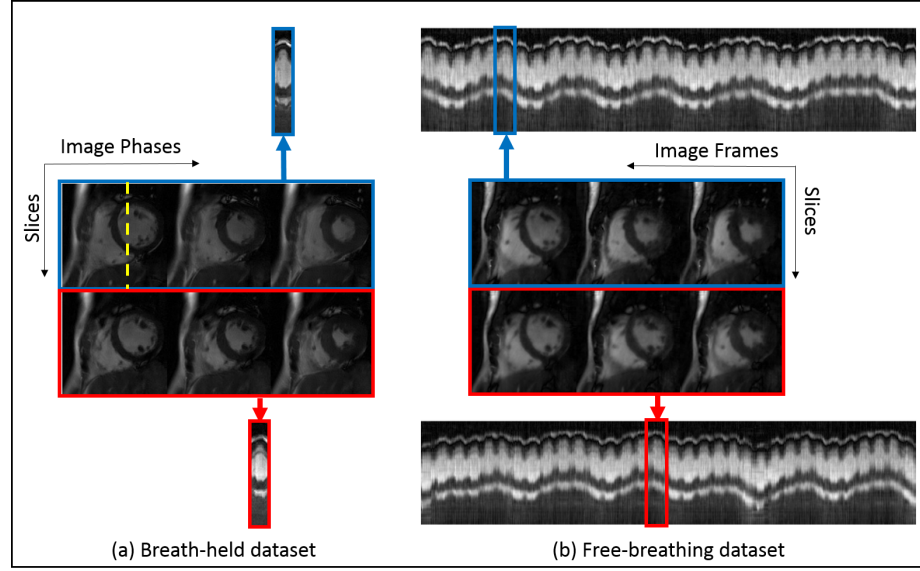 Image Phases
Slices
Image Frames
Slices
(a) Breath-held dataset
(b) Free-breathing dataset